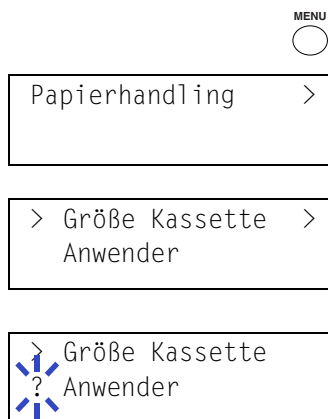 MENU
Papierhandling >
> Größe Kassette >
Anwender
> Größe Kassette
? Anwender